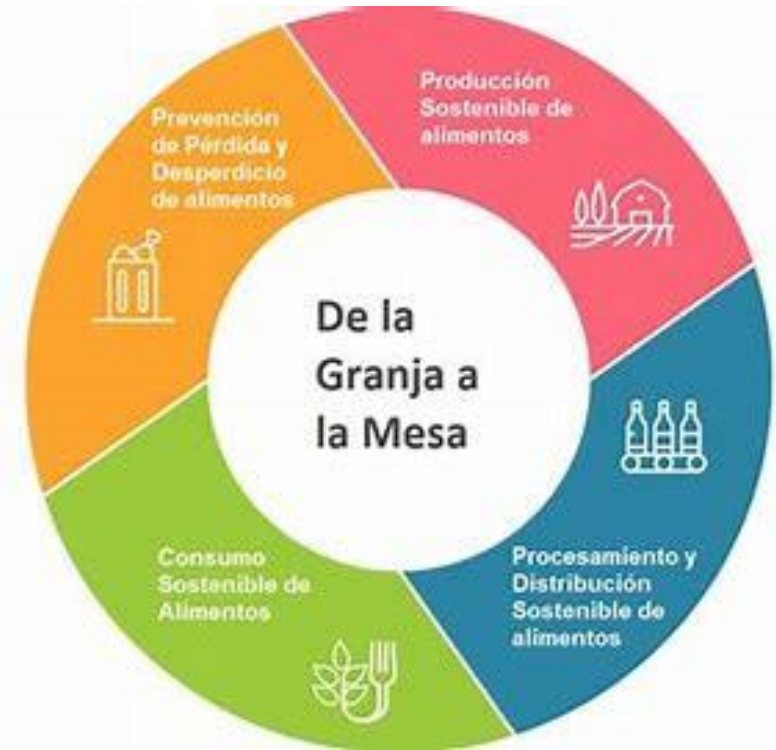 Producción
Sostenible de
alimentos
Prevención
de Pérdida y
Desperdicio
de alimentos
De la
Granja a
la Mesa
Procesamiento y
Distribución
Sostenible de
alimentos
Consumo
Sostenible de
Alimentos